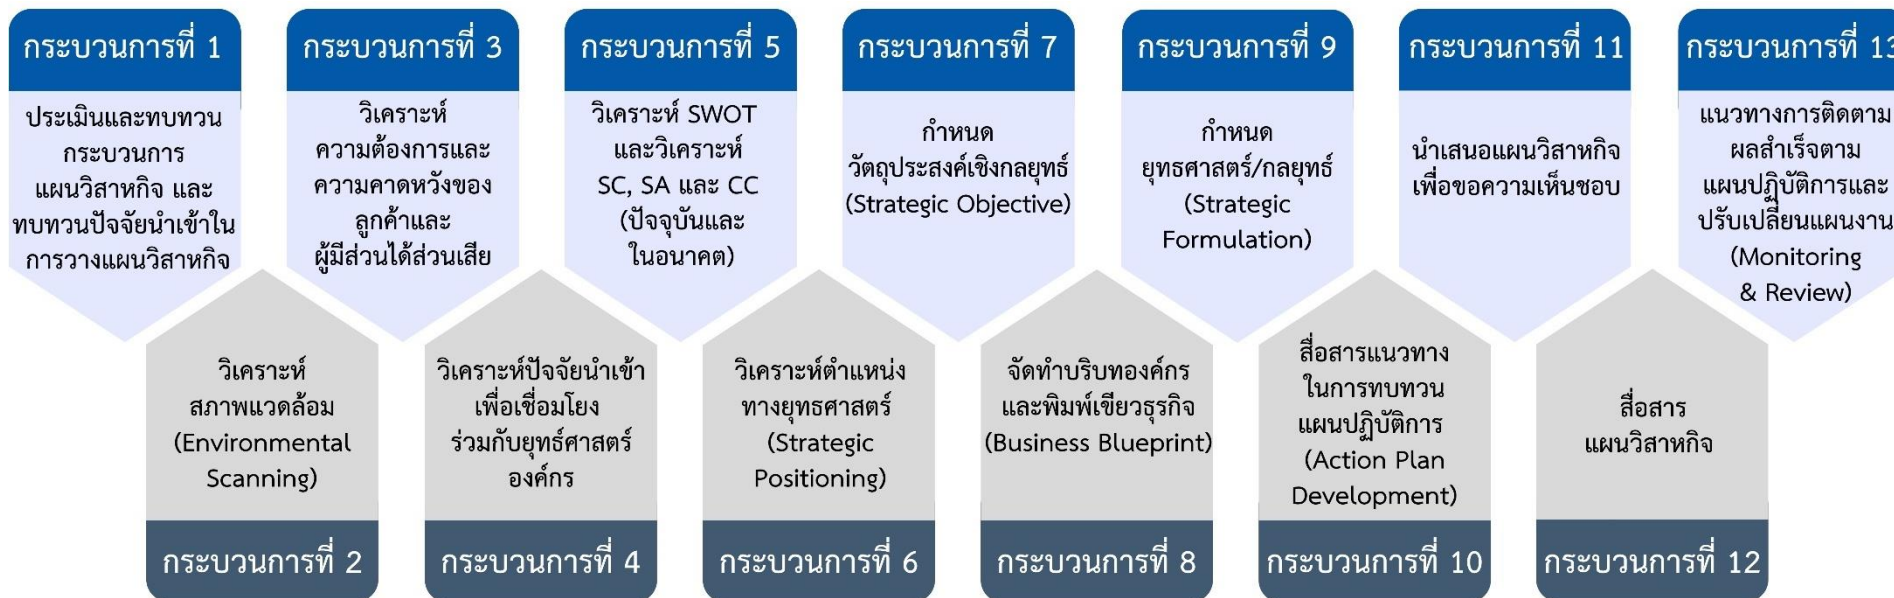 กระบวนการที่ 1
ประเมินและทบทวน
กระบวนการ
แผนวิสาหกิจ และ
ทบทวนปัจจัยนำเข้าใน
การวางแผนวิสาหกิจ
กระบวนการที่ 3
วิเคราะห์
ความต้องการและ
ความคาดหวังของ
ลูกค้าและ
ผู้มีส่วนได้ส่วนเสีย
กระบวนการที่ 5
วิเคราะห์ SWOT
และวิเคราะห์
SC, SA และ CC
(ปัจจุบันและ
ในอนาคต)
กระบวนการที่ 7
กำหนด
วัตถุประสงค์เชิงกลยุทธ์
(Strategic Objective)
กระบวนการที่ 9
กำหนด
ยุทธศาสตร์/กลยุทธ์
(Strategic
Formulation)
กระบวนการที่ 11
นำเสนอแผนวิสาหกิจ
เพื่อขอความเห็นชอบ
กระบวนการที่ 13
แนวทางการติดตาม
ผลสำเร็จตาม
แผนปฏิบัติการและ
ปรับเปลี่ยนแผนงาน
(Monitoring
& Review)
วิเคราะห์
สภาพแวดล้อม
(Environmental
Scanning)
กระบวนการที่ 2
วิเคราะห์ปัจจัยนำเข้า
เพื่อเชื่อมโยง
ร่วมกับยุทธ์ศาสตร์
องค์กร
กระบวนการที่ 4
วิเคราะห์ตำแหน่ง
ทางยุทธศาสตร์
(Strategic
Positioning)
กระบวนการที่ 6
จัดทำบริบทองค์กร
และพิมพ์เขียวธุรกิจ
(Business Blueprint)
กระบวนการที่ 8
สื่อสารแนวทาง
ในการทบทวน
แผนปฏิบัติการ
(Action Plan
Development)
กระบวนการที่ 10
สื่อสาร
แผนวิสาหกิจ
กระบวนการที่ 12